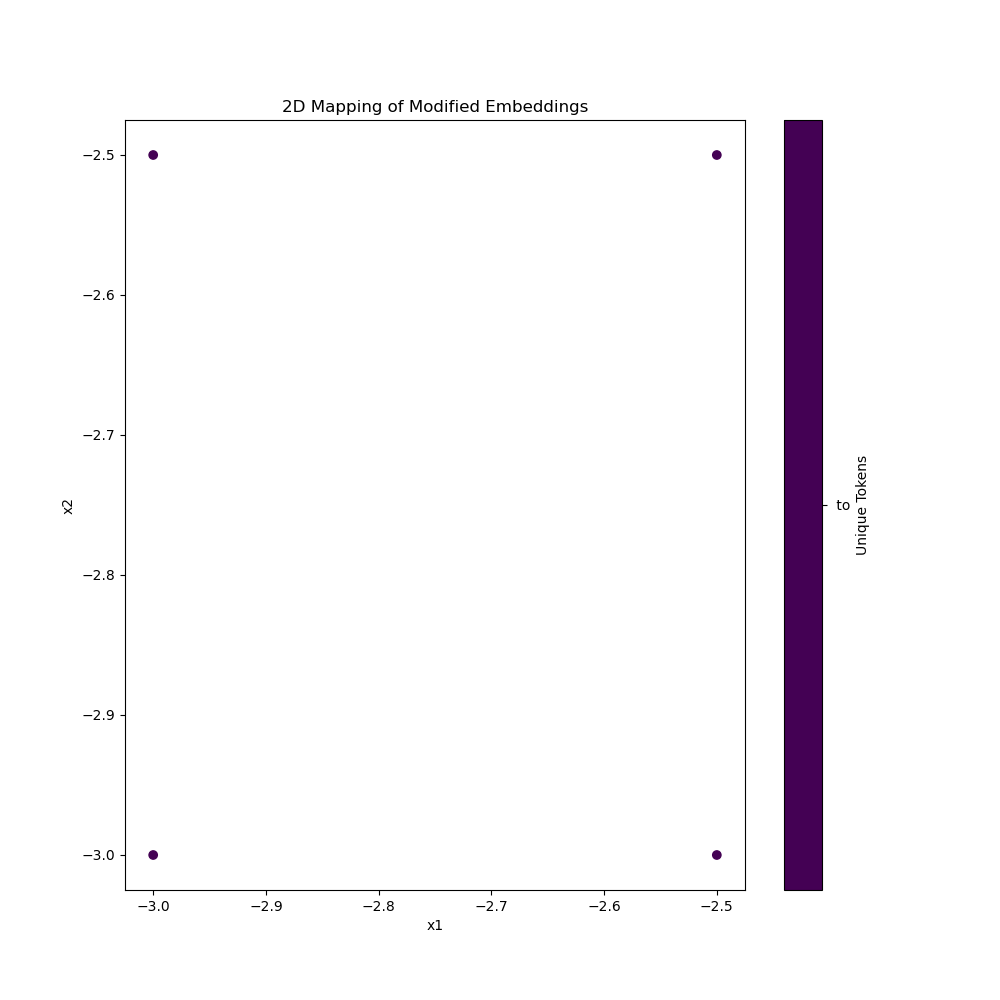 2D Mapping of Modified Embeddings
−2.5
−2.6
−2.7
−2.8
−2.9
−3.0
x2
−3.0 −2.9 −2.8 −2.7 −2.6 −2.5
x1
to
Unique Tokens